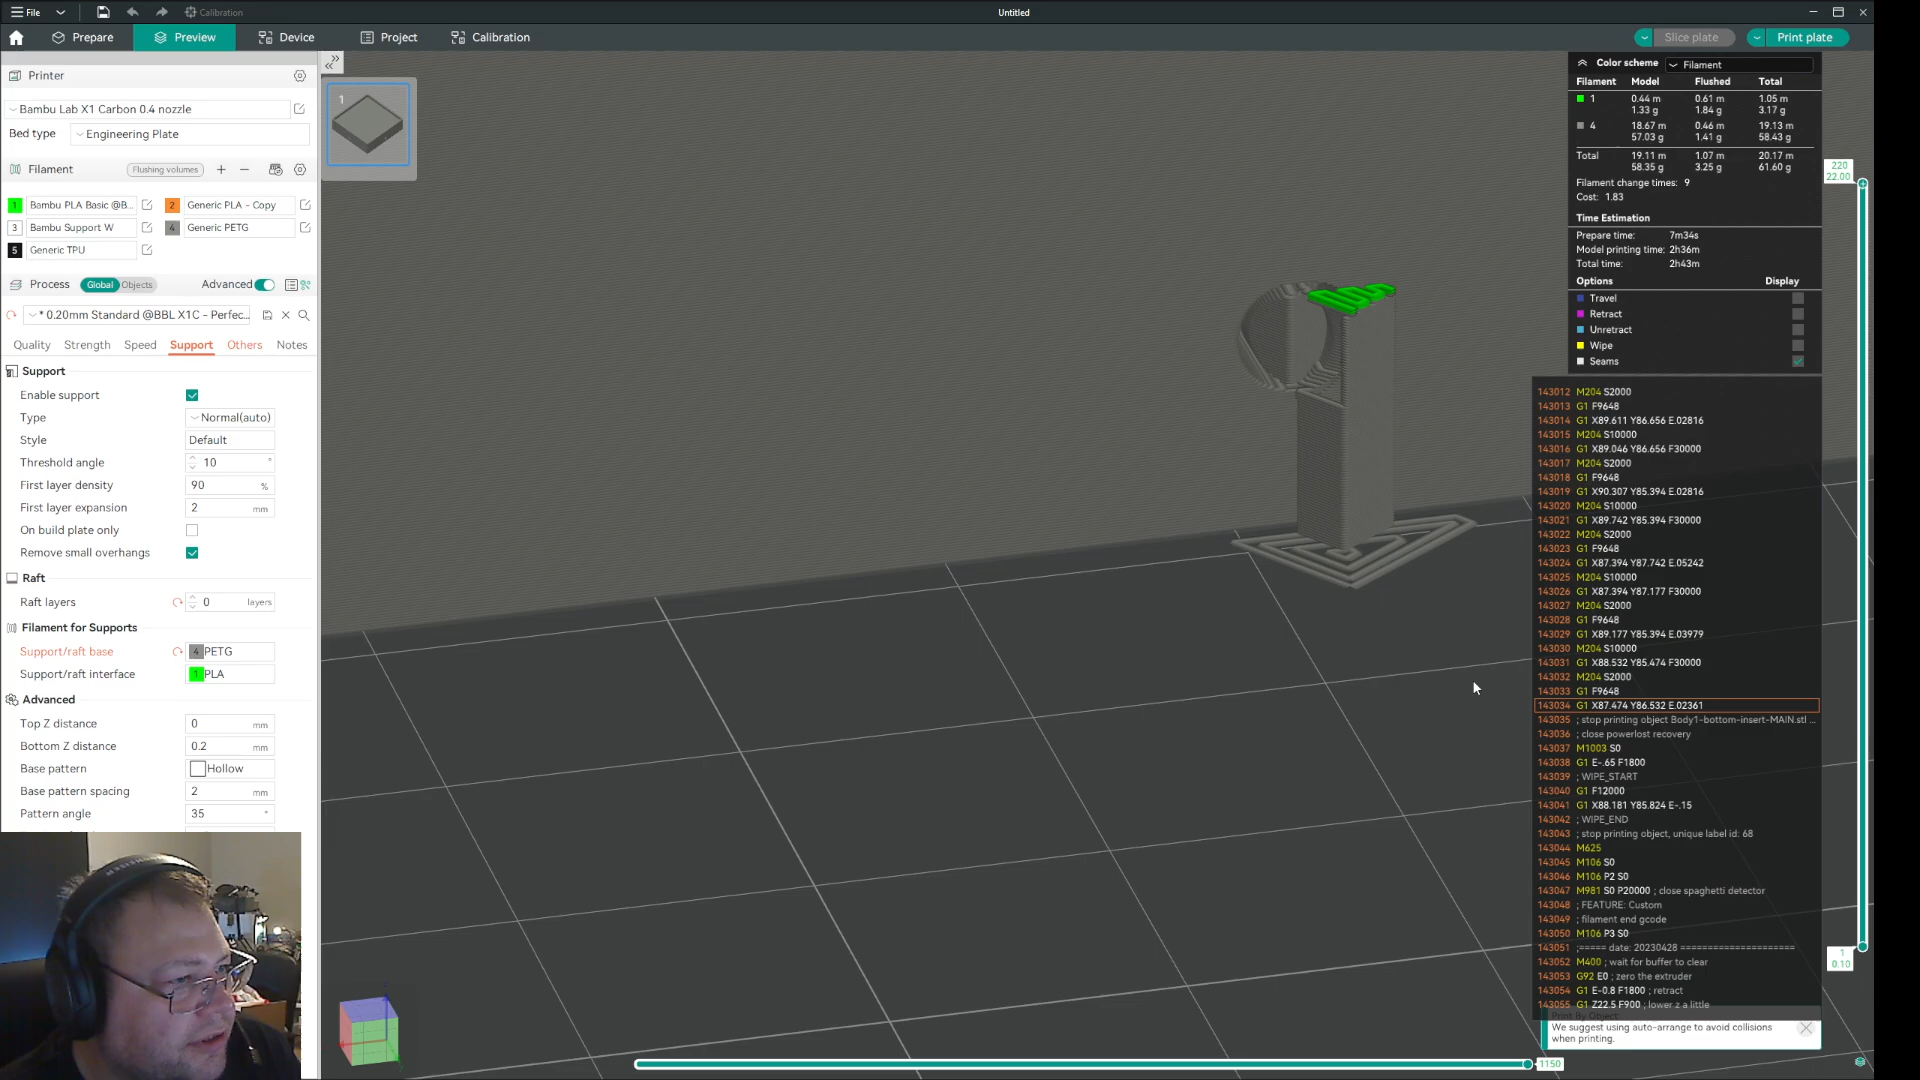 File
Calibration
Untitled
Prepare
Preview
Device
Project
Calibration
Slice plate
Print plate
Printer
Bambu Lab X1 Carbon 0.4 nozzle
Bed type
Engineering Plate
Filament
Flushing volumes
1 Bambu PLA Basic @B...
2 Generic PLA - Copy
3 Bambu Support W
4 Generic PETG
5 Generic TPU
Process
Global
Objects
Advanced
* 0.20mm Standard @BBL X1C - Perfec...
Quality
Strength
Speed
Support
Others
Notes
Support
Enable support
Type Normal(auto)
Style Default
Threshold angle 10 °
First layer density 90 %
First layer expansion 2 mm
On build plate only
Remove small overhangs
Raft
Raft layers 0 layers
Filament for Supports
Support/raft base 4 PETG
Support/raft interface 1 PLA
Advanced
Top Z distance 0 mm
Bottom Z distance 0.2 mm
Base pattern Hollow
Base pattern spacing 2 mm
Pattern angle 35 °
1
Color scheme Filament
Filament Model Flushed Total
1 0.44 m 0.61 m 1.05 m
1.33 g 1.84 g 3.17 g
4 18.67 m 0.46 m 19.13 m
57.03 g 1.41 g 58.43 g
Total 19.11 m 1.07 m 20.17 m
58.35 g 3.25 g 61.60 g
Filament change times: 9
Cost: 1.83
Time Estimation
Prepare time: 7m34s
Model printing time: 2h36m
Total time: 2h43m
Options Display
Travel
Retract
Unretract
Wipe
Seams
220
22.00
143012 M204 S2000
143013 G1 F9648
143014 G1 X89.611 Y86.656 E.02816
143015 M204 S10000
143016 G1 X89.046 Y86.656 F30000
143017 M204 S2000
143018 G1 F9648
143019 G1 X90.307 Y85.394 E.02816
143020 M204 S10000
143021 G1 X89.742 Y85.394 F30000
143022 M204 S2000
143023 G1 F9648
143024 G1 X87.394 Y87.742 E.05242
143025 M204 S10000
143026 G1 X87.394 Y87.177 F30000
143027 M204 S2000
143028 G1 F9648
143029 G1 X89.177 Y85.394 E.03979
143030 M204 S10000
143031 G1 X88.532 Y85.474 F30000
143032 M204 S2000
143033 G1 F9648
143034 G1 X87.474 Y86.532 E.02361
143035 ; stop printing object Body1-bottom-insert-MAIN.stl ...
143036 ; close powerlost recovery
143037 M1003 S0
143038 G1 E-.65 F1800
143039 ; WIPE_START
143040 G1 F12000
143041 G1 X88.181 Y85.824 E-.15
143042 ; WIPE_END
143043 ; stop printing object, unique label id: 68
143044 M625
143045 M106 S0
143046 M106 P2 S0
143047 M981 S0 P20000 ; close spaghetti detector
143048 ; FEATURE: Custom
143049 ; filament end gcode
143050 M106 P3 S0
143051 ;===== date: 20230428 =====================
143052 M400 ; wait for buffer to clear
143053 G92 E0 ; zero the extruder
143054 G1 E-0.8 F1800 ; retract
143055 G1 Z22.5 F900 ; lower z a little
Print By Object
We suggest using auto-arrange to avoid collisions
when printing.
1
0.10
1150